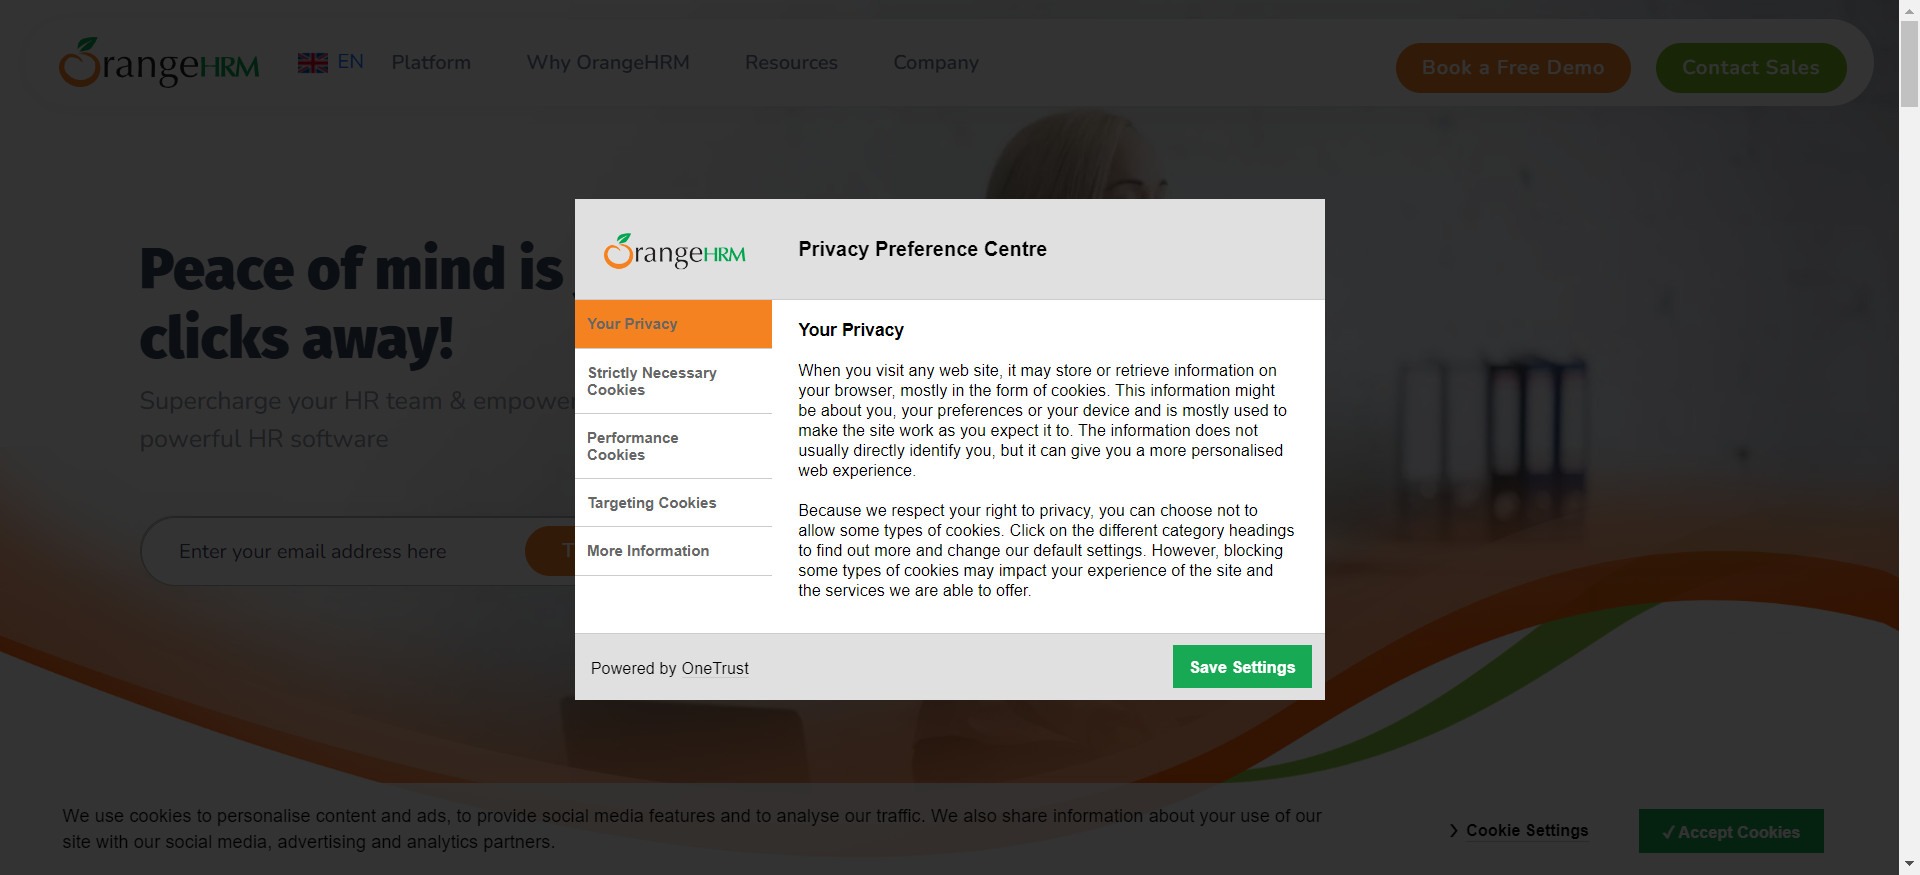 OrangeHRM
EN
Platform
Why OrangeHRM
Resources
Company
Book a Free Demo
Contact Sales
Peace of mind is
clicks away!
Supercharge your HR team & empower
powerful HR software
Enter your email address here
OrangeHRM
Privacy Preference Centre
Your Privacy
Strictly Necessary
Cookies
Performance
Cookies
Targeting Cookies
More Information
Your Privacy
When you visit any web site, it may store or retrieve information on
your browser, mostly in the form of cookies. This information might
be about you, your preferences or your device and is mostly used to
make the site work as you expect it to. The information does not
usually directly identify you, but it can give you a more personalised
web experience.
Because we respect your right to privacy, you can choose not to
allow some types of cookies. Click on the different category headings
to find out more and change our default settings. However, blocking
some types of cookies may impact your experience of the site and
the services we are able to offer.
Powered by OneTrust
Save Settings
We use cookies to personalise content and ads, to provide social media features and to analyse our traffic. We also share information about your use of our
site with our social media, advertising and analytics partners.
Cookie Settings
✓ Accept Cookies